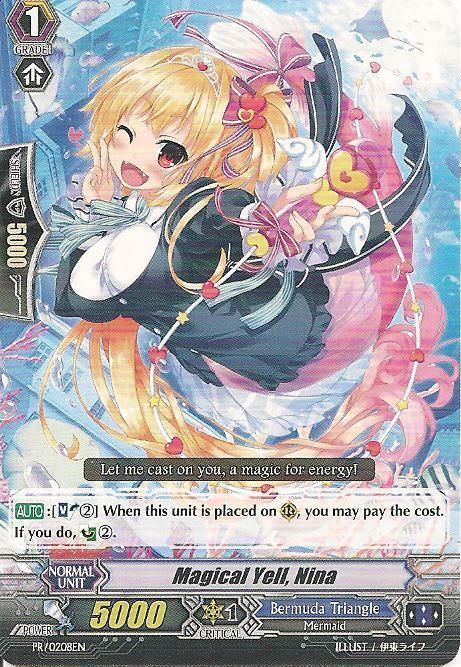 1
GRADE1
SHIELD
5000
Let me cast on you, a magic for energy!
AUTO:[V②] When this unit is placed on , you may pay the cost.
If you do, ②.
NORMAL
UNIT
Magical Yell, Nina
POWER
5000
1
CRITICAL
Bermuda Triangle
Mermaid
PR/0208EN
ILLUST / 伊東ライフ